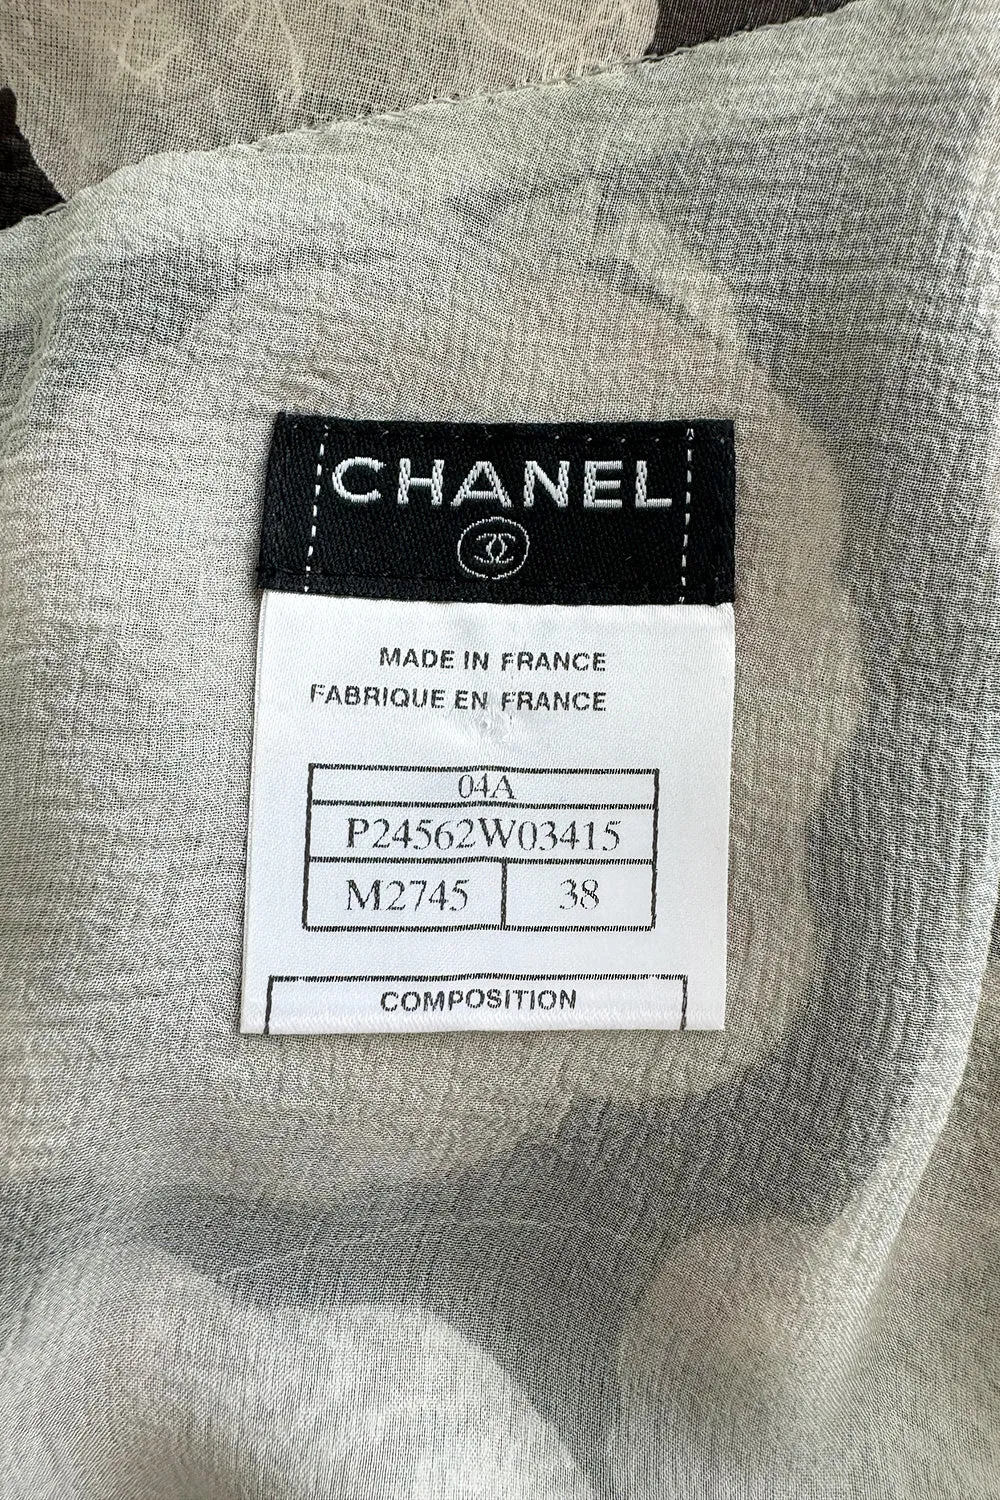 CHANEL
MADE IN FRANCE
FABRIQUE EN FRANCE
04A
P24562W03415
M2745 38
COMPOSITION